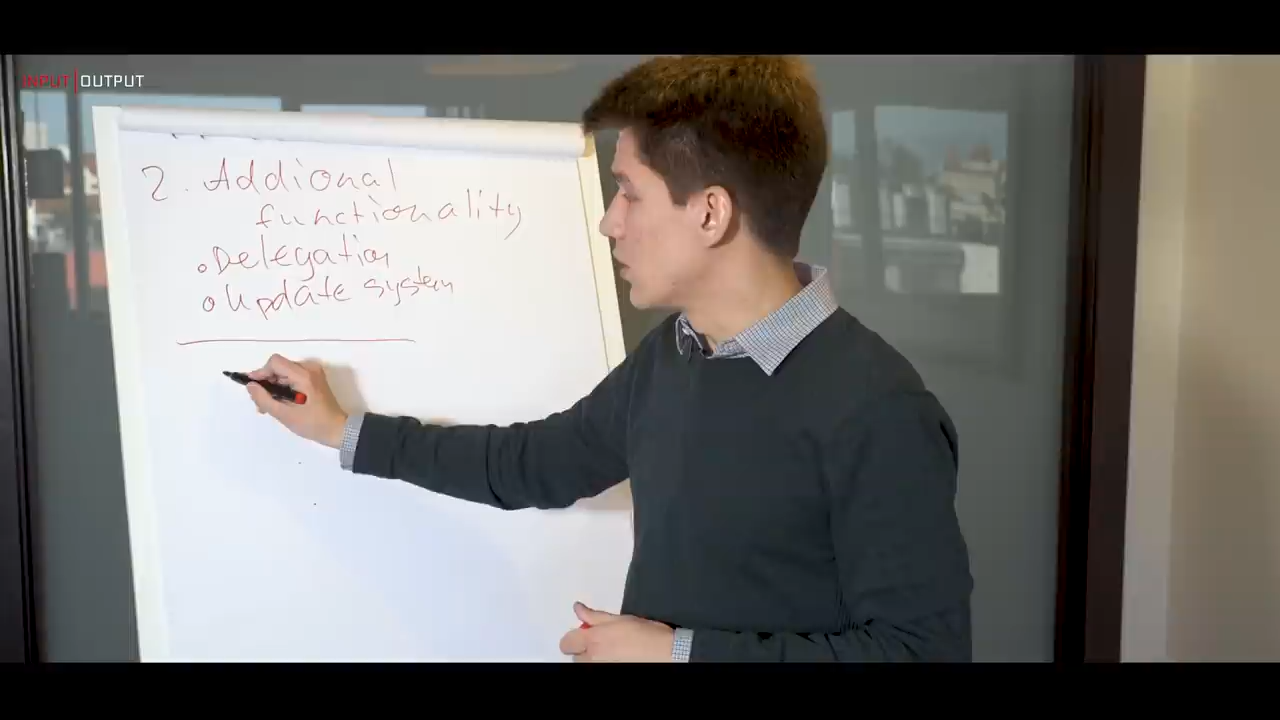 INPUT|OUTPUT
2. Addional
functionality
• Delegation
• Update system